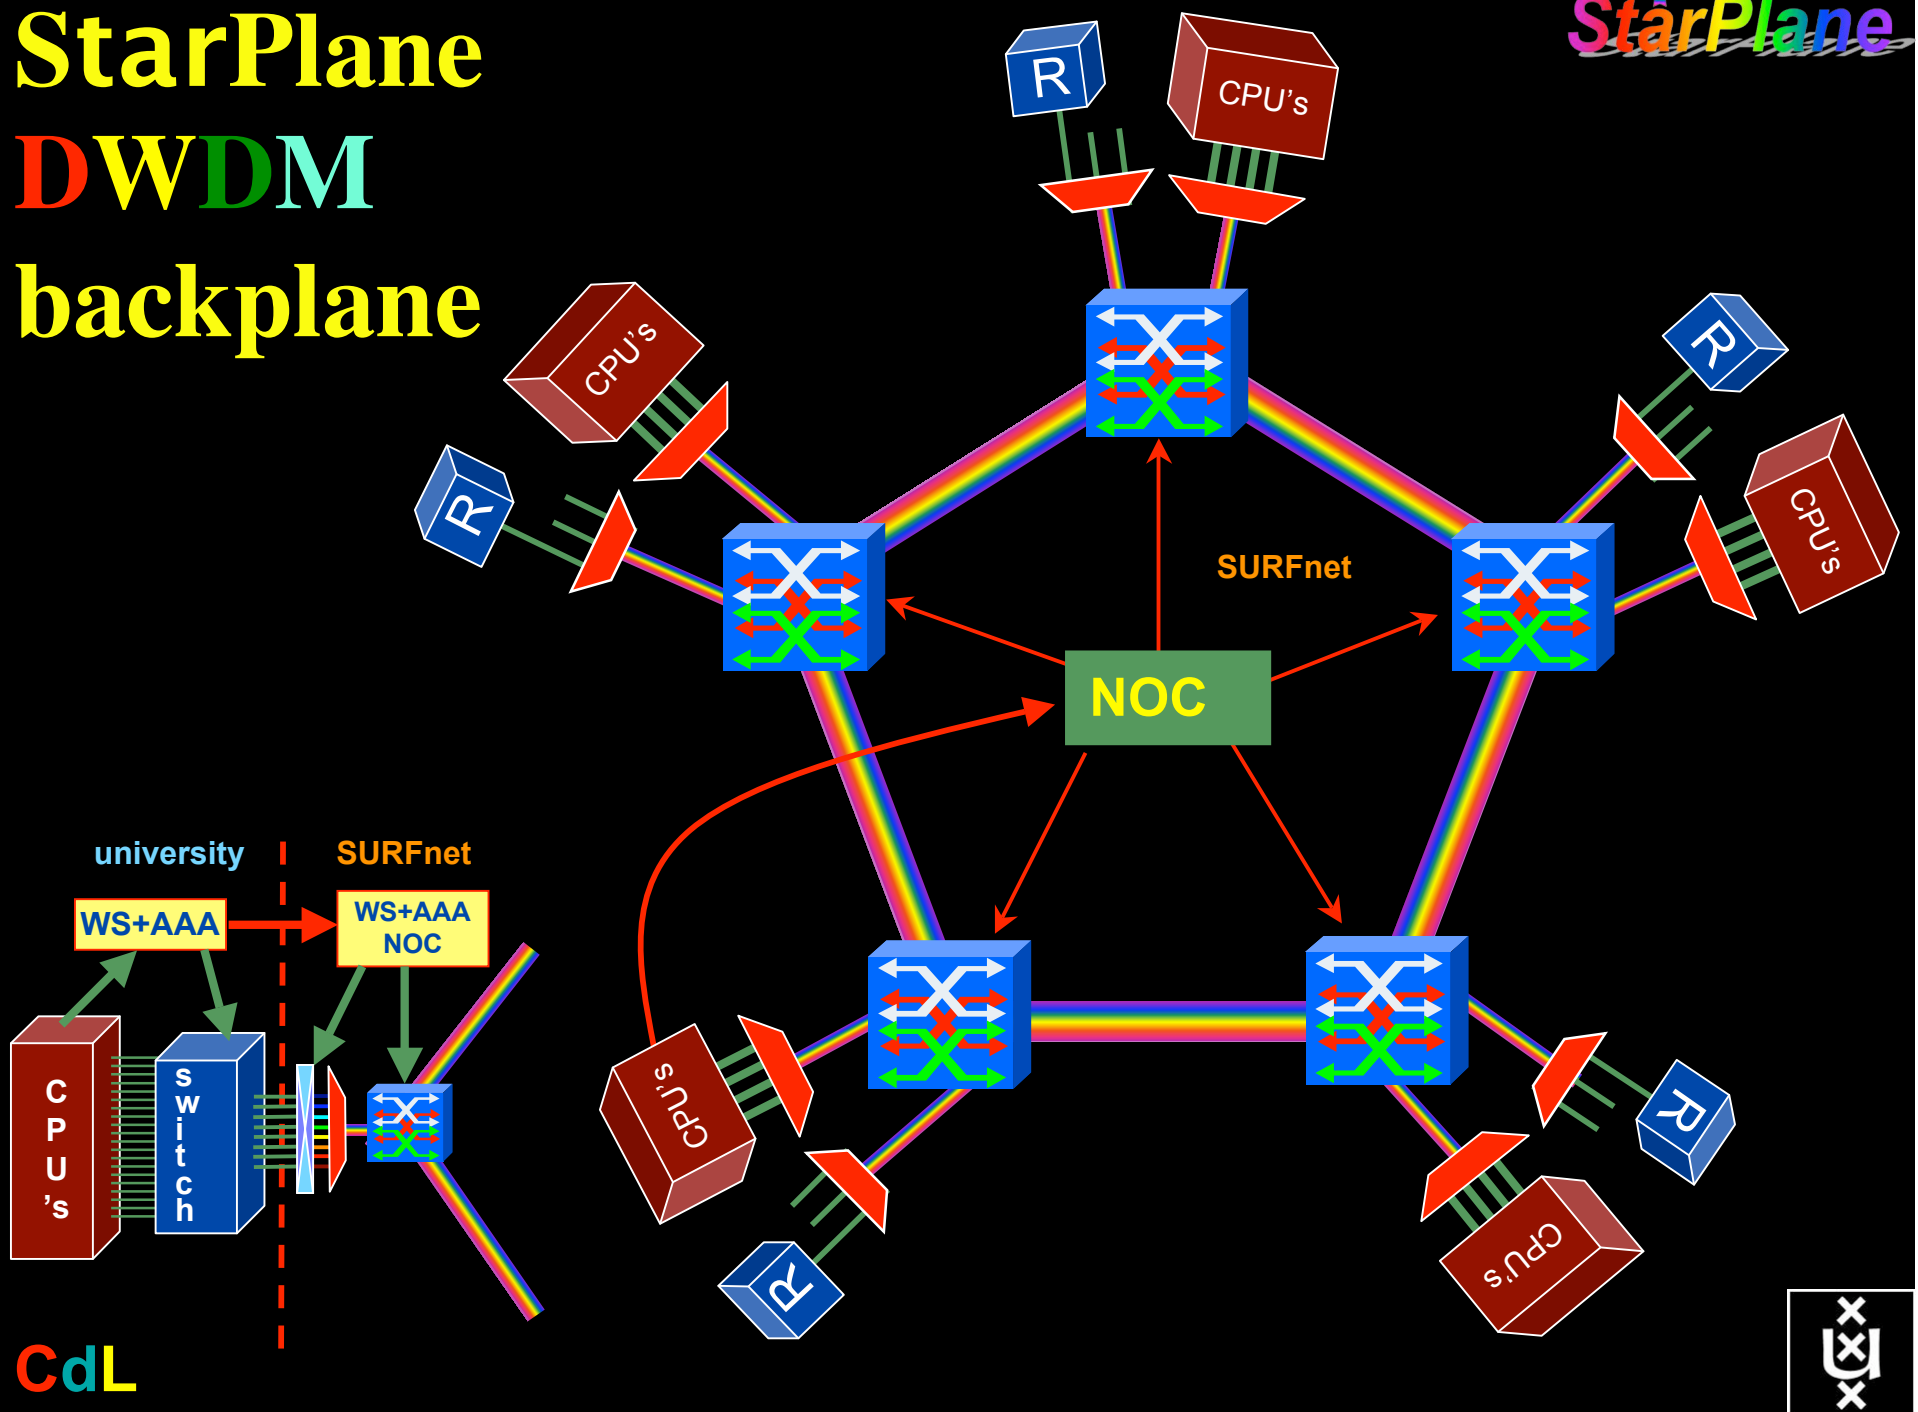 StarPlane
DWDM
backplane
StarPlane
R
CPU's
CPU's
R
R
CPU's
SURFnet
NOC
university
SURFnet
WS+AAA
WS+AAA
NOC
C
P
U
's
s
w
i
t
c
h
CPU's
R
R
CPU's
CdL